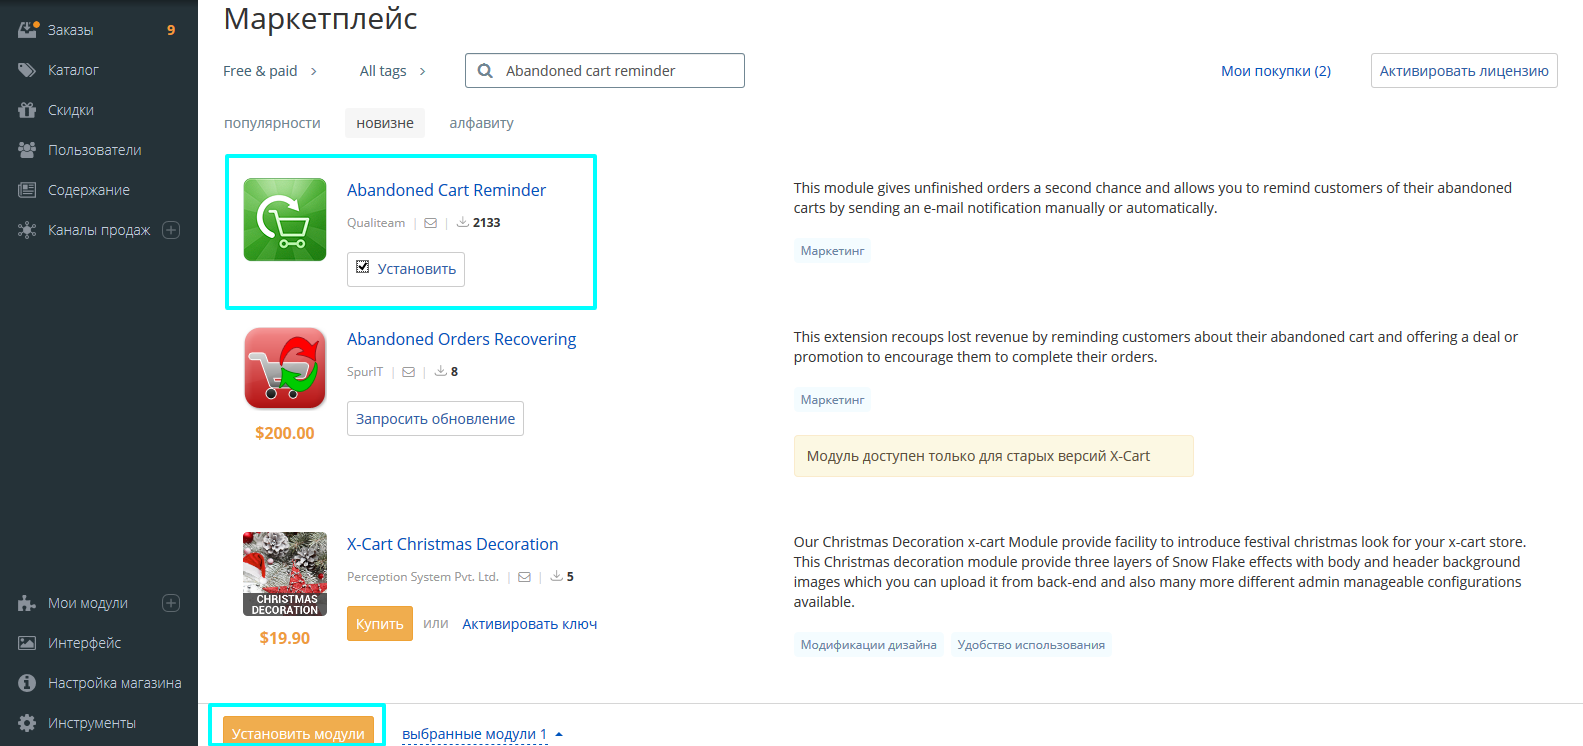 Маркетплейс
Заказы 9
Каталог
Скидки
Пользователи
Содержание
Каналы продаж
Мои модули
Интерфейс
Настройка магазина
Инструменты
Free & paid All tags Abandoned cart reminder Мои покупки (2) Активировать лицензию
популярности новизне алфавиту
Abandoned Cart Reminder
Qualiteam | | 2133
Установить
This module gives unfinished orders a second chance and allows you to remind customers of their abandoned
carts by sending an e-mail notification manually or automatically.
Маркетинг
Abandoned Orders Recovering
SpurIT | | 8
$200.00
Запросить обновление
This extension recoups lost revenue by reminding customers about their abandoned cart and offering a deal or
promotion to encourage them to complete their orders.
Маркетинг
Модуль доступен только для старых версий X-Cart
CHRISTMAS
DECORATION
X-Cart Christmas Decoration
Perception System Pvt. Ltd. | | 5
$19.90
Купить или Активировать ключ
Our Christmas Decoration x-cart Module provide facility to introduce festival christmas look for your x-cart store.
This Christmas decoration module provide three layers of Snow Flake effects with body and header background
images which you can upload it from back-end and also many more different admin manageable configurations
available.
Модификации дизайна Удобство использования
Установить модули выбранные модули 1